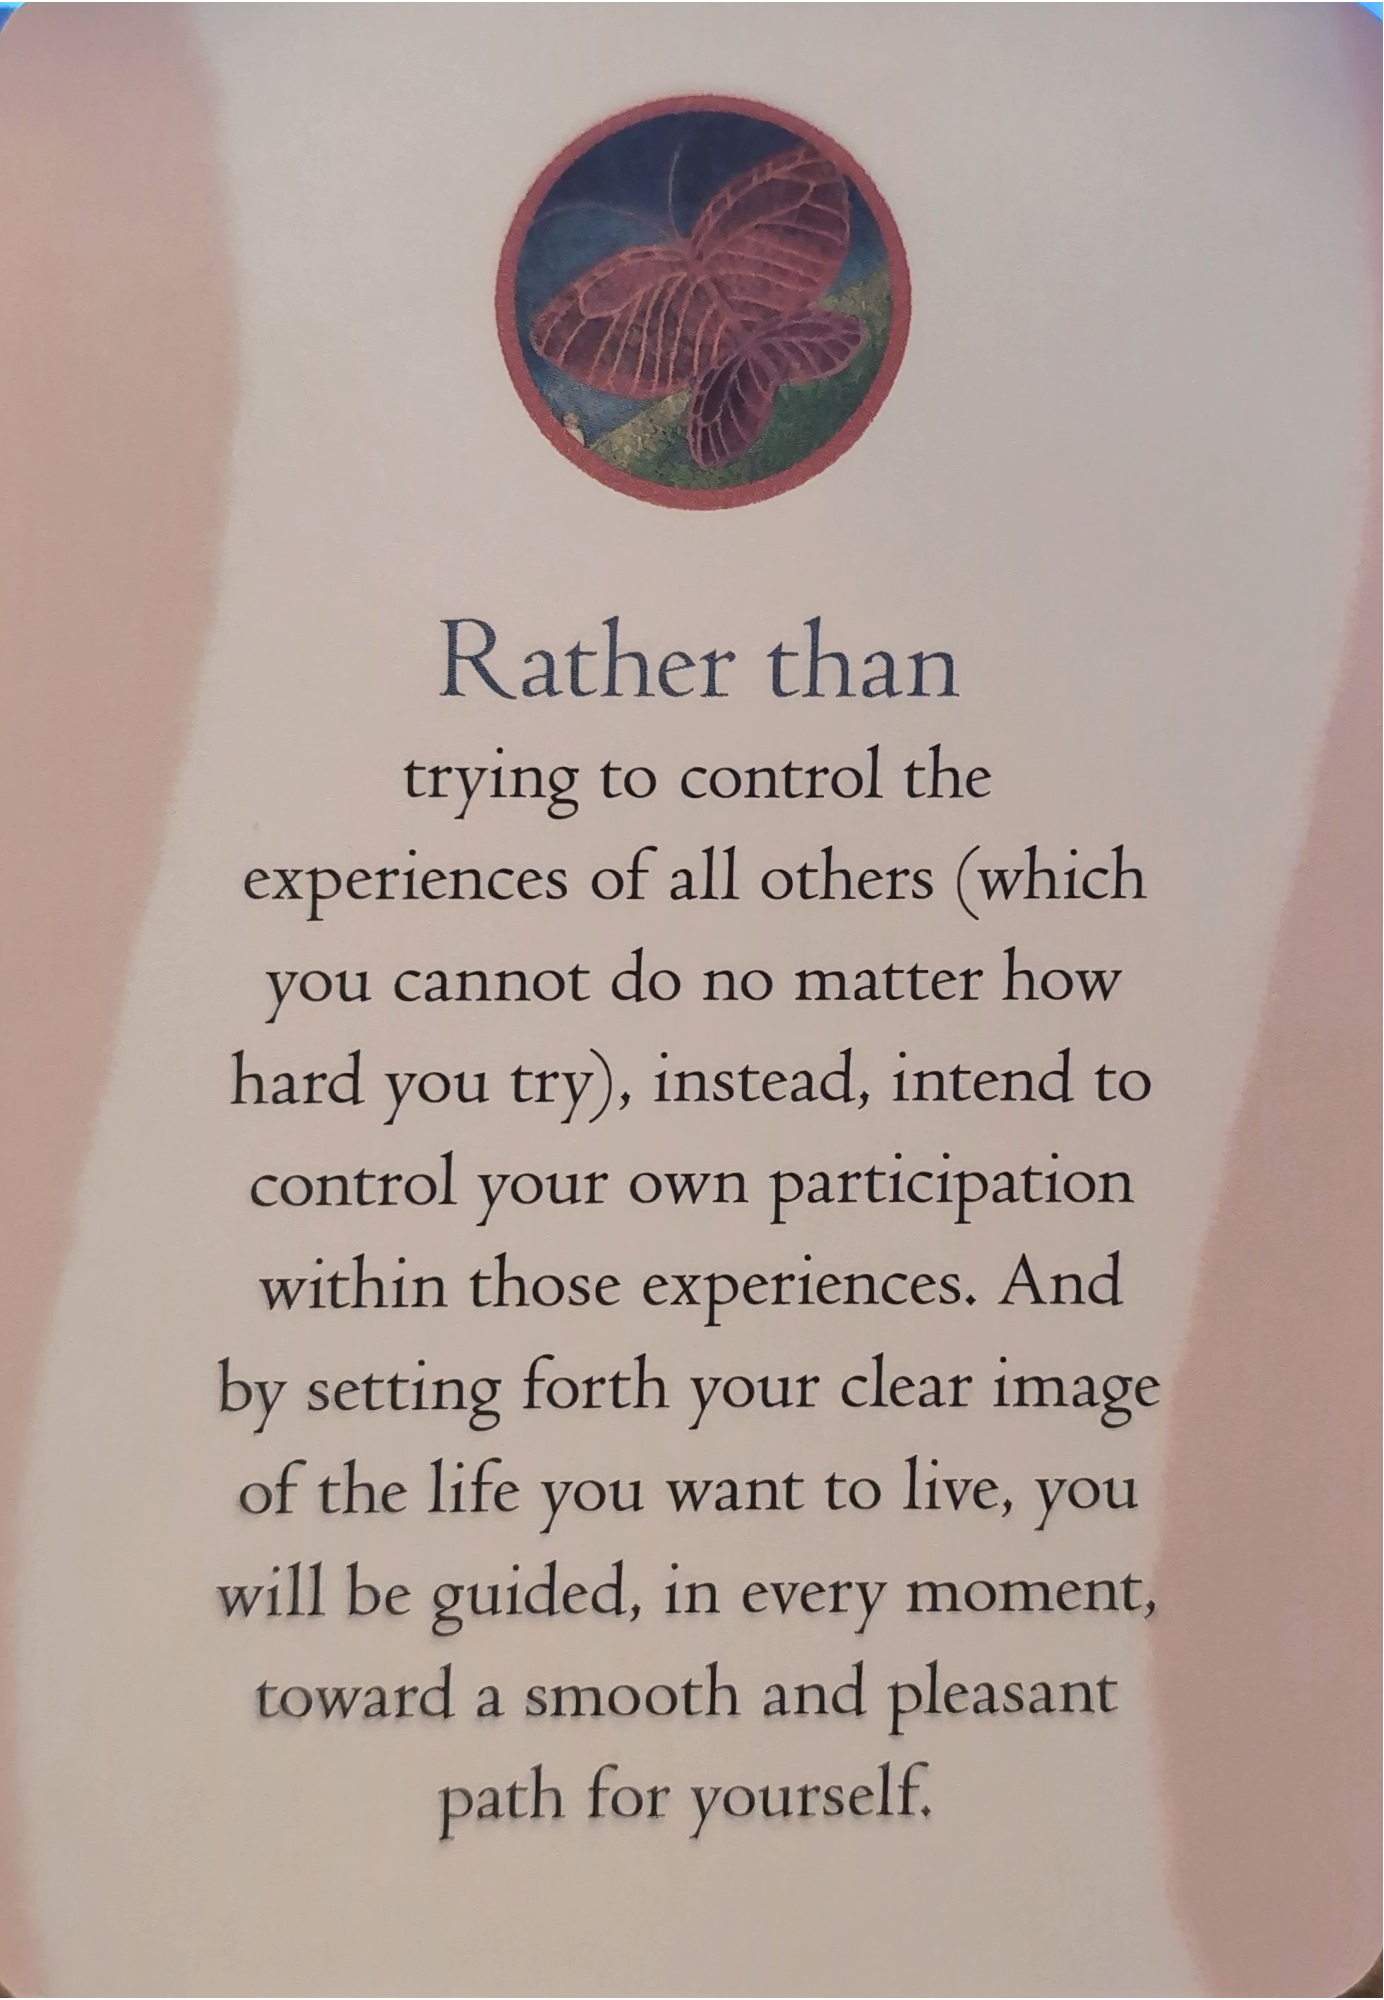 Rather than
trying to control the
experiences of all others (which
you cannot do no matter how
hard you try), instead, intend to
control your own participation
within those experiences. And
by setting forth your clear image
of the life you want to live, you
will be guided, in every moment,
toward a smooth and pleasant
path for yourself.